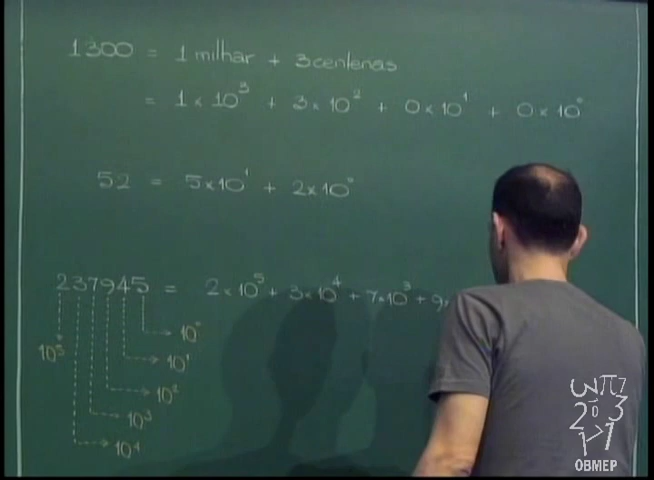 1300 = 1 milhar + 3 centenas
= 1 × 10³ + 3 × 10² + 0 × 10¹ + 0 × 10⁰
52 = 5 × 10¹ + 2 × 10⁰
237945 = 2 × 10⁵ + 3 × 10⁴ + 7 × 10³ + 9
10⁰
10⁵
10¹
10²
10³
10⁴
OBMEP